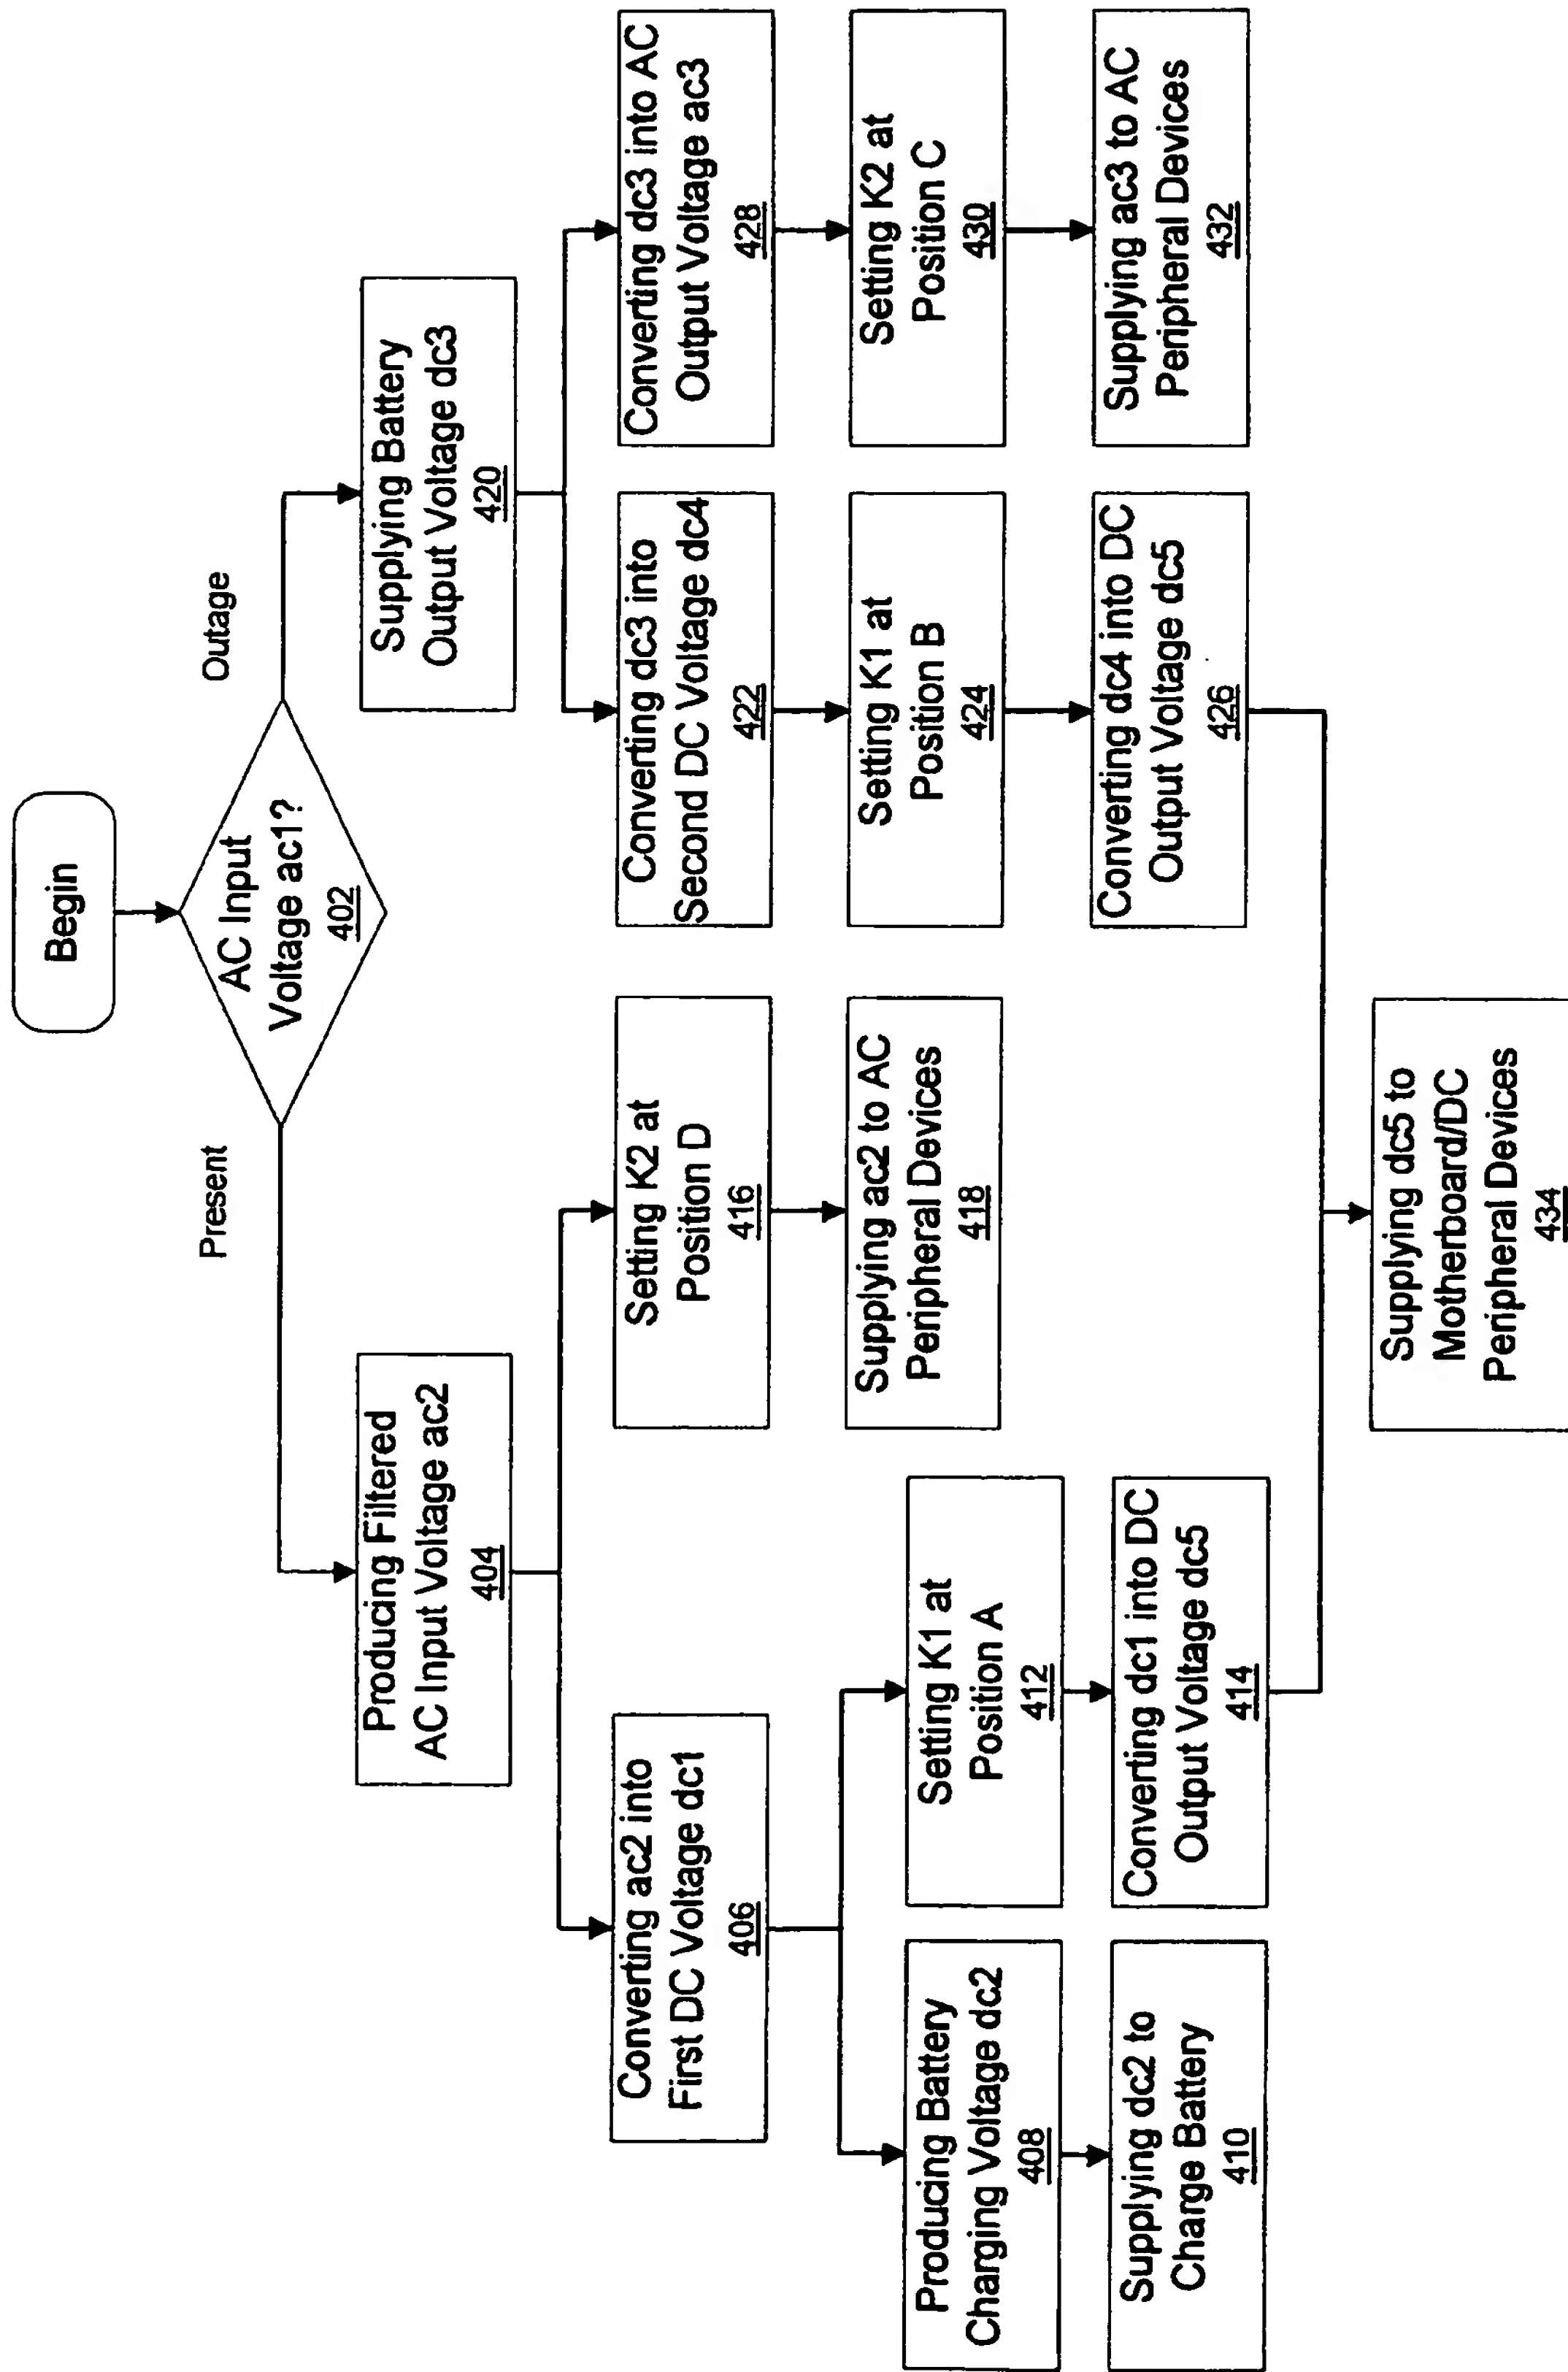 Begin
AC Input
Voltage ac1?
402
Present
Outage
Producing Filtered
AC Input Voltage ac2
404
Supplying Battery
Output Voltage dc3
420
Converting ac2 into
First DC Voltage dc1
406
Setting K2 at
Position D
416
Converting dc3 into
Second DC Voltage dc4
422
Converting dc3 into AC
Output Voltage ac3
428
Producing Battery
Charging Voltage dc2
408
Setting K1 at
Position A
412
Supplying ac2 to AC
Peripheral Devices
418
Setting K1 at
Position B
424
Setting K2 at
Position C
430
Supplying dc2 to
Charge Battery
410
Converting dc1 into DC
Output Voltage dc5
414
Converting dc4 into DC
Output Voltage dc5
426
Supplying ac3 to AC
Peripheral Devices
432
Supplying dc5 to
Motherboard/DC
Peripheral Devices
434